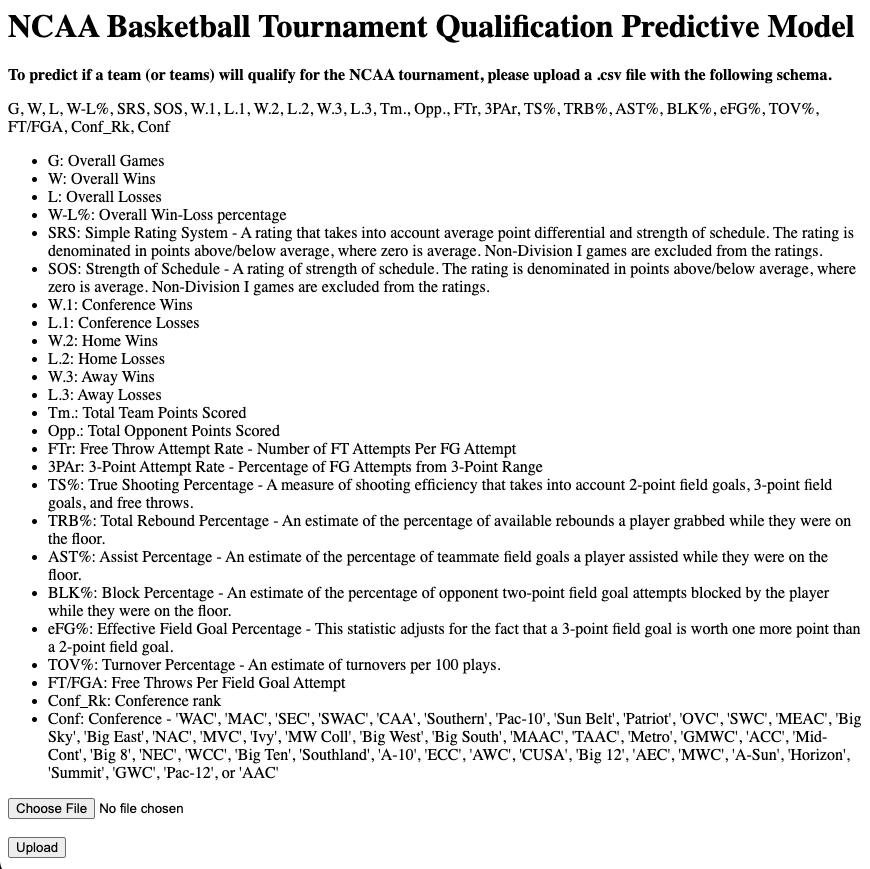 NCAA Basketball Tournament Qualification Predictive Model
To predict if a team (or teams) will qualify for the NCAA tournament, please upload a .csv file with the following schema.
G, W, L, W-L%, SRS, SOS, W.1, L.1, W.2, L.2, W.3, L.3, Tm., Opp., FTr, 3PAr, TS%, TRB%, AST%, BLK%, eFG%, TOV%,
FT/FGA, Conf_Rk, Conf
• G: Overall Games
• W: Overall Wins
• L: Overall Losses
• W-L%: Overall Win-Loss percentage
• SRS: Simple Rating System - A rating that takes into account average point differential and strength of schedule. The rating is
denominated in points above/below average, where zero is average. Non-Division I games are excluded from the ratings.
• SOS: Strength of Schedule - A rating of strength of schedule. The rating is denominated in points above/below average, where
zero is average. Non-Division I games are excluded from the ratings.
• W.1: Conference Wins
• L.1: Conference Losses
• W.2: Home Wins
• L.2: Home Losses
• W.3: Away Wins
• L.3: Away Losses
• Tm.: Total Team Points Scored
• Opp.: Total Opponent Points Scored
• FTr: Free Throw Attempt Rate - Number of FT Attempts Per FG Attempt
• 3PAr: 3-Point Attempt Rate - Percentage of FG Attempts from 3-Point Range
• TS%: True Shooting Percentage - A measure of shooting efficiency that takes into account 2-point field goals, 3-point field
goals, and free throws.
• TRB%: Total Rebound Percentage - An estimate of the percentage of available rebounds a player grabbed while they were on
the floor.
• AST%: Assist Percentage - An estimate of the percentage of teammate field goals a player assisted while they were on the
floor.
• BLK%: Block Percentage - An estimate of the percentage of opponent two-point field goal attempts blocked by the player
while they were on the floor.
• eFG%: Effective Field Goal Percentage - This statistic adjusts for the fact that a 3-point field goal is worth one more point than
a 2-point field goal.
• TOV%: Turnover Percentage - An estimate of turnovers per 100 plays.
• FT/FGA: Free Throws Per Field Goal Attempt
• Conf_Rk: Conference rank
• Conf: Conference - 'WAC', 'MAC', 'SEC', 'SWAC', 'CAA', 'Southern', 'Pac-10', 'Sun Belt', 'Patriot', 'OVC', 'SWC', 'MEAC', 'Big
Sky', 'Big East', 'NAC', 'MVC', 'Ivy', 'MW Coll', 'Big West', 'Big South', 'MAAC', 'TAAC', 'Metro', 'GMWC', 'ACC', 'Mid-
Cont', 'Big 8', 'NEC', 'WCC', 'Big Ten', 'Southland', 'A-10', 'ECC', 'AWC', 'CUSA', 'Big 12', 'AEC', 'MWC', 'A-Sun', 'Horizon',
'Summit', 'GWC', 'Pac-12', or 'AAC'
Choose File No file chosen
Upload